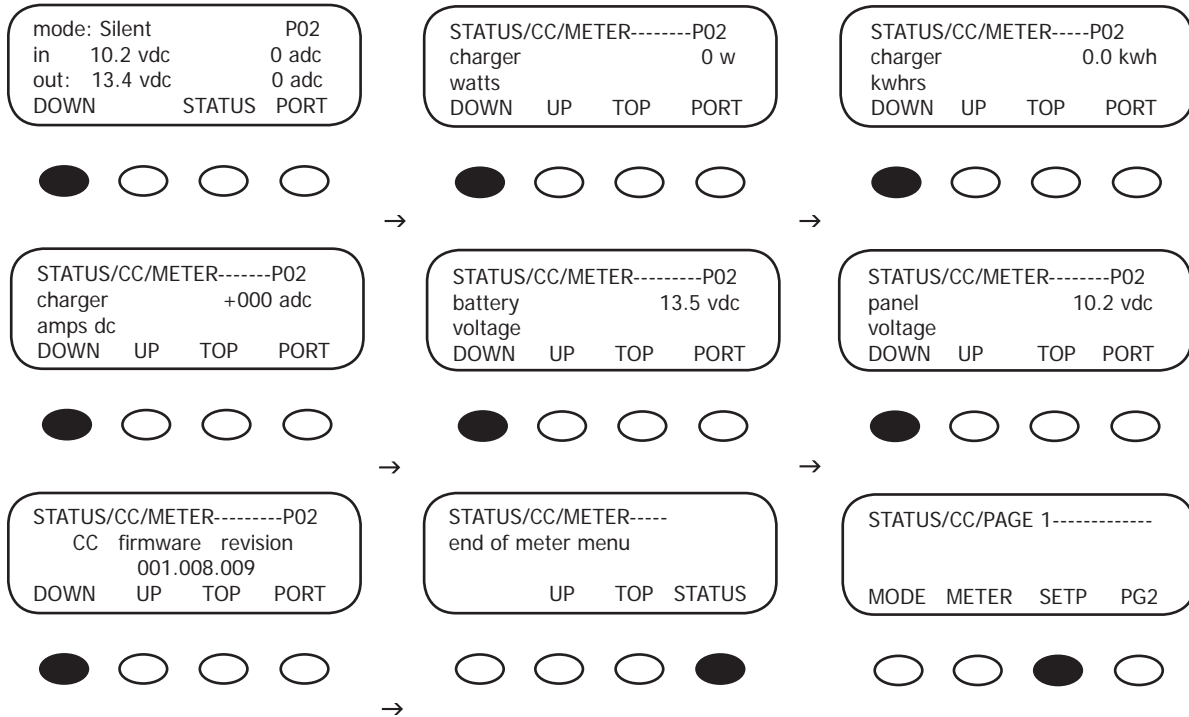 mode: Silent P02
in 10.2 vdc 0 adc
out: 13.4 vdc 0 adc
DOWN STATUS PORT
STATUS/CC/METER--------P02
charger 0 w
watts
DOWN UP TOP PORT
STATUS/CC/METER-----P02
charger 0.0 kwh
kwhrs
DOWN UP TOP PORT
→
→
STATUS/CC/METER-------P02
charger +000 adc
amps dc
DOWN UP TOP PORT
STATUS/CC/METER---------P02
battery 13.5 vdc
voltage
DOWN UP TOP PORT
STATUS/CC/METER--------P02
panel 10.2 vdc
voltage
DOWN UP TOP PORT
→
→
STATUS/CC/METER---------P02
CC firmware revision
001.008.009
DOWN UP TOP PORT
STATUS/CC/METER-----
end of meter menu
UP TOP STATUS
STATUS/CC/PAGE 1-------------
MODE METER SETP PG2
→